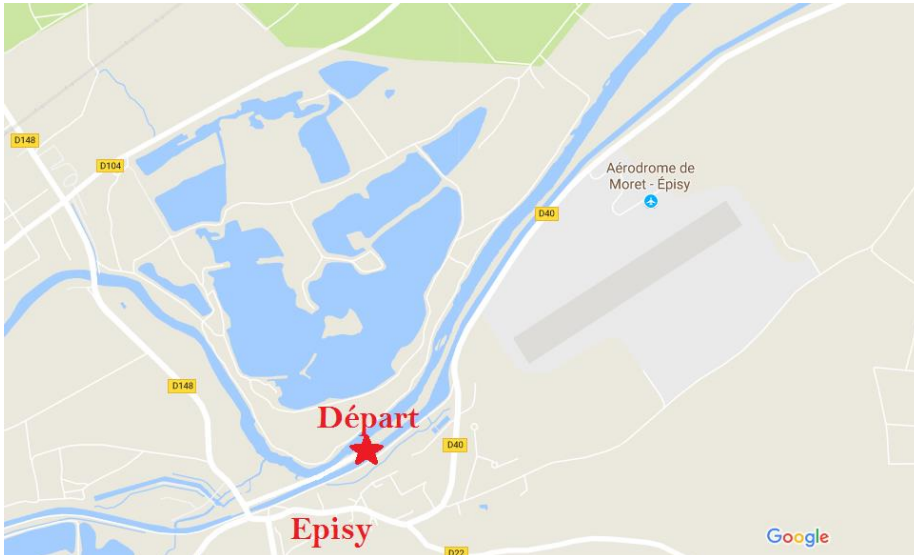 D148
D104
Aérodrome de
Moret - Épisy
D40
D148
Départ
D40
Episy
D22
Google